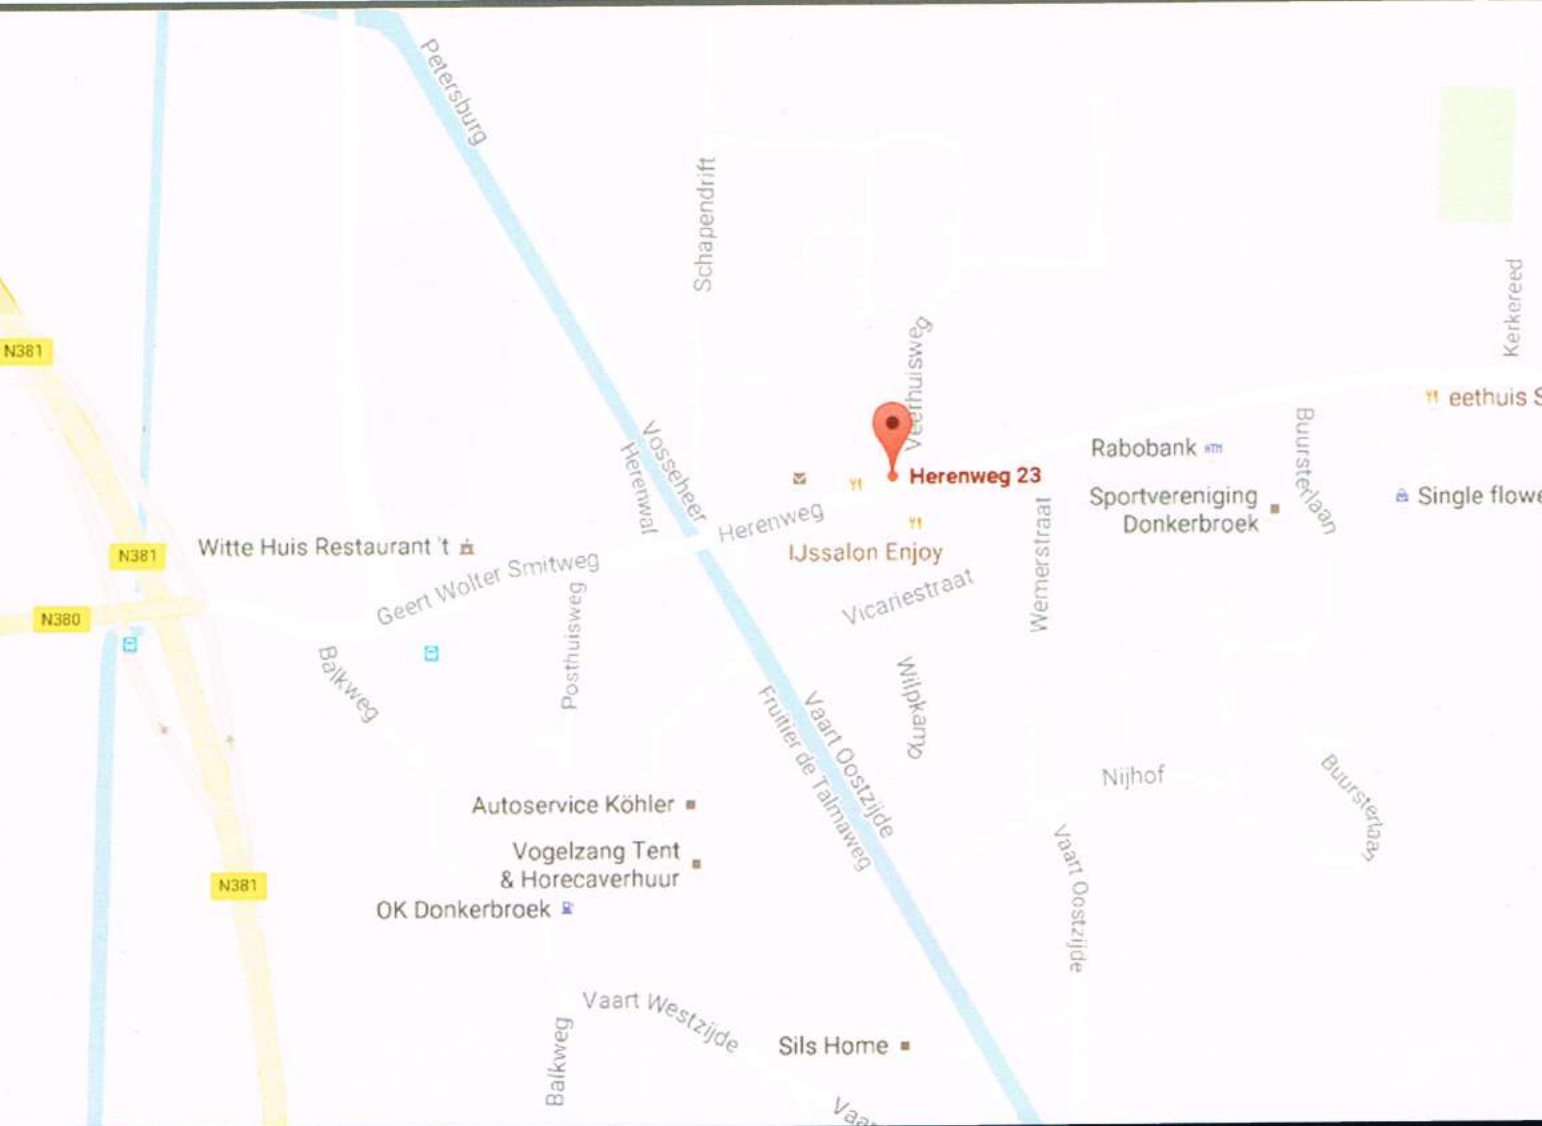 Petersburg
Schapendrift
Kerkereed
N381
Veerhuisweg
eethuis S
Vosseheer
Herenwal
Buursterlaan
Rabobank
Herenweg 23
Sportvereniging
Donkerbroek
Single flowe
Herenweg
Wemerstraat
N381
Witte Huis Restaurant 't
IJssalon Enjoy
Geert Wolter Smitweg
Vicariestraat
N380
Posthuisweg
Balkweg
Wilpkamp
Vaart Oostzijde
Fruitier de Talmaweg
Nijhof
Buursterlaan
Autoservice Köhler
Vogelzang Tent
& Horecaverhuur
N381
OK Donkerbroek
Vaart Oostzijde
Vaart Westzijde
Balkweg
Sils Home
Vaar